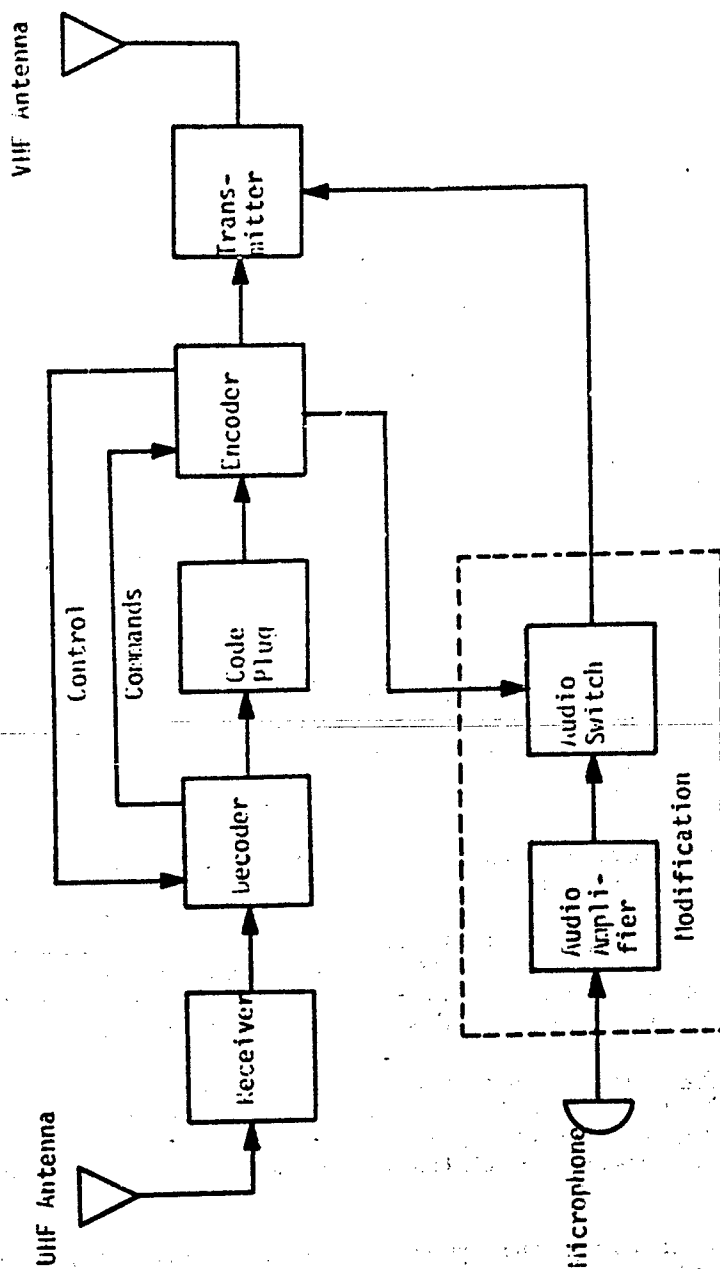 UHF Antenna
VHF Antenna
Receiver
Decoder
Code
Plug
Encoder
Trans-
mitter
Control
Commands
Microphone
Audio
Ampli-
fier
Audio
Switch
Modification